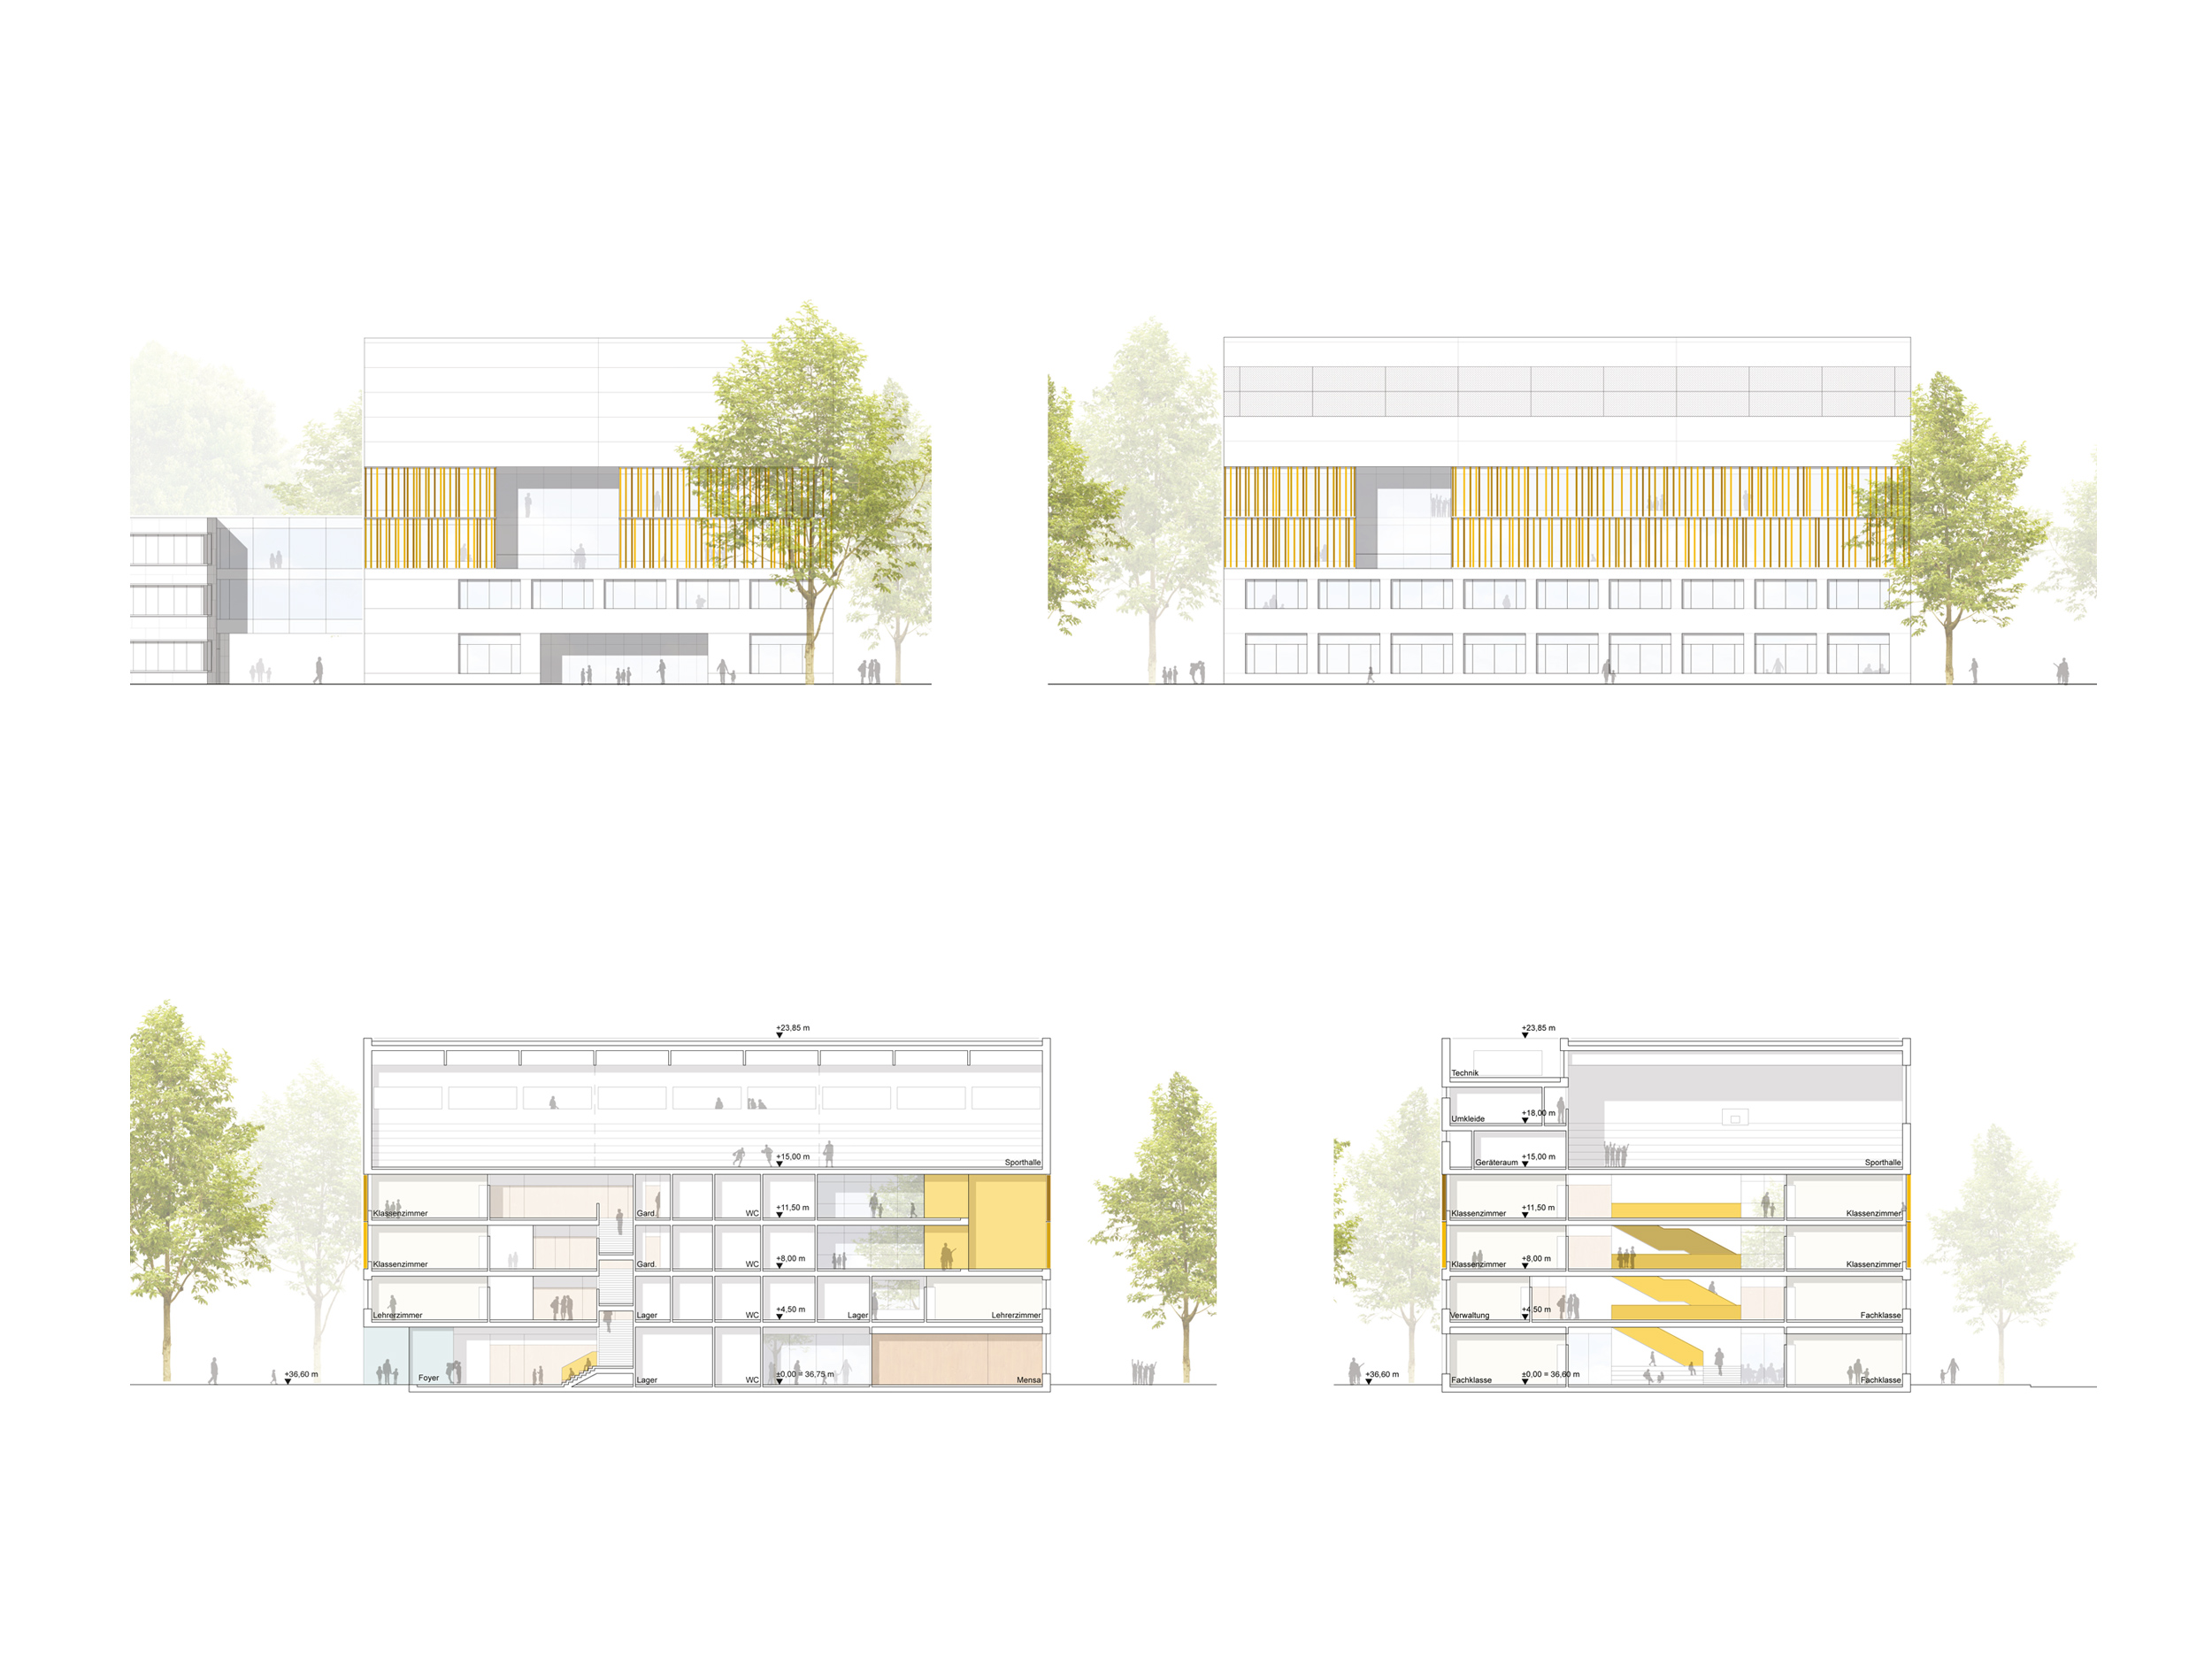 +23,85 m
+15,00 m
Sporthalle
Klassenzimmer Gard. WC +11,50 m
Klassenzimmer Gard. WC +8,00 m
Lehrerzimmer Lager WC +4,50 m Lager Lehrerzimmer
+36,60 m Foyer Lager WC ±0,00 = 36,75 m Mensa
+23,85 m
Technik
Umkleide +18,00 m
Geräteraum +15,00 m Sporthalle
Klassenzimmer +11,50 m Klassenzimmer
Klassenzimmer +8,00 m Klassenzimmer
Verwaltung +4,50 m Fachklasse
+36,60 m Fachklasse ±0,00 = 36,60 m Fachklasse